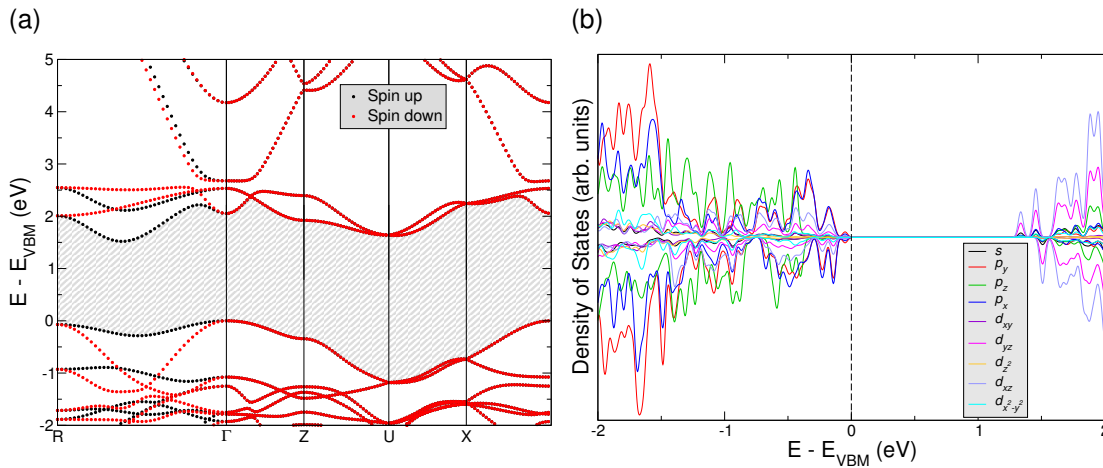 (a)
(b)
5
4
3
2
1
0
-1
-2
E - E_VBM (eV)
Spin up
Spin down
R
Γ
Z
U
X
Density of States (arb. units)
s
p_y
p_z
p_x
d_xy
d_yz
d_z²
d_xz
d_x²-y²
-2
-1
0
1
2
E - E_VBM (eV)